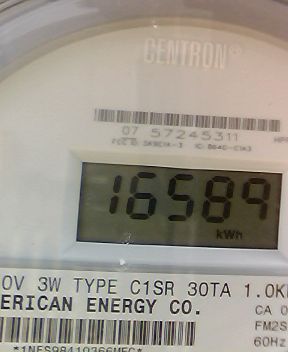 CENTRON®
07 57245311
16589
kWh
0V 3W TYPE C1SR 30TA 1.0K
ERICAN ENERGY CO.
CA 0
FM2S
60Hz